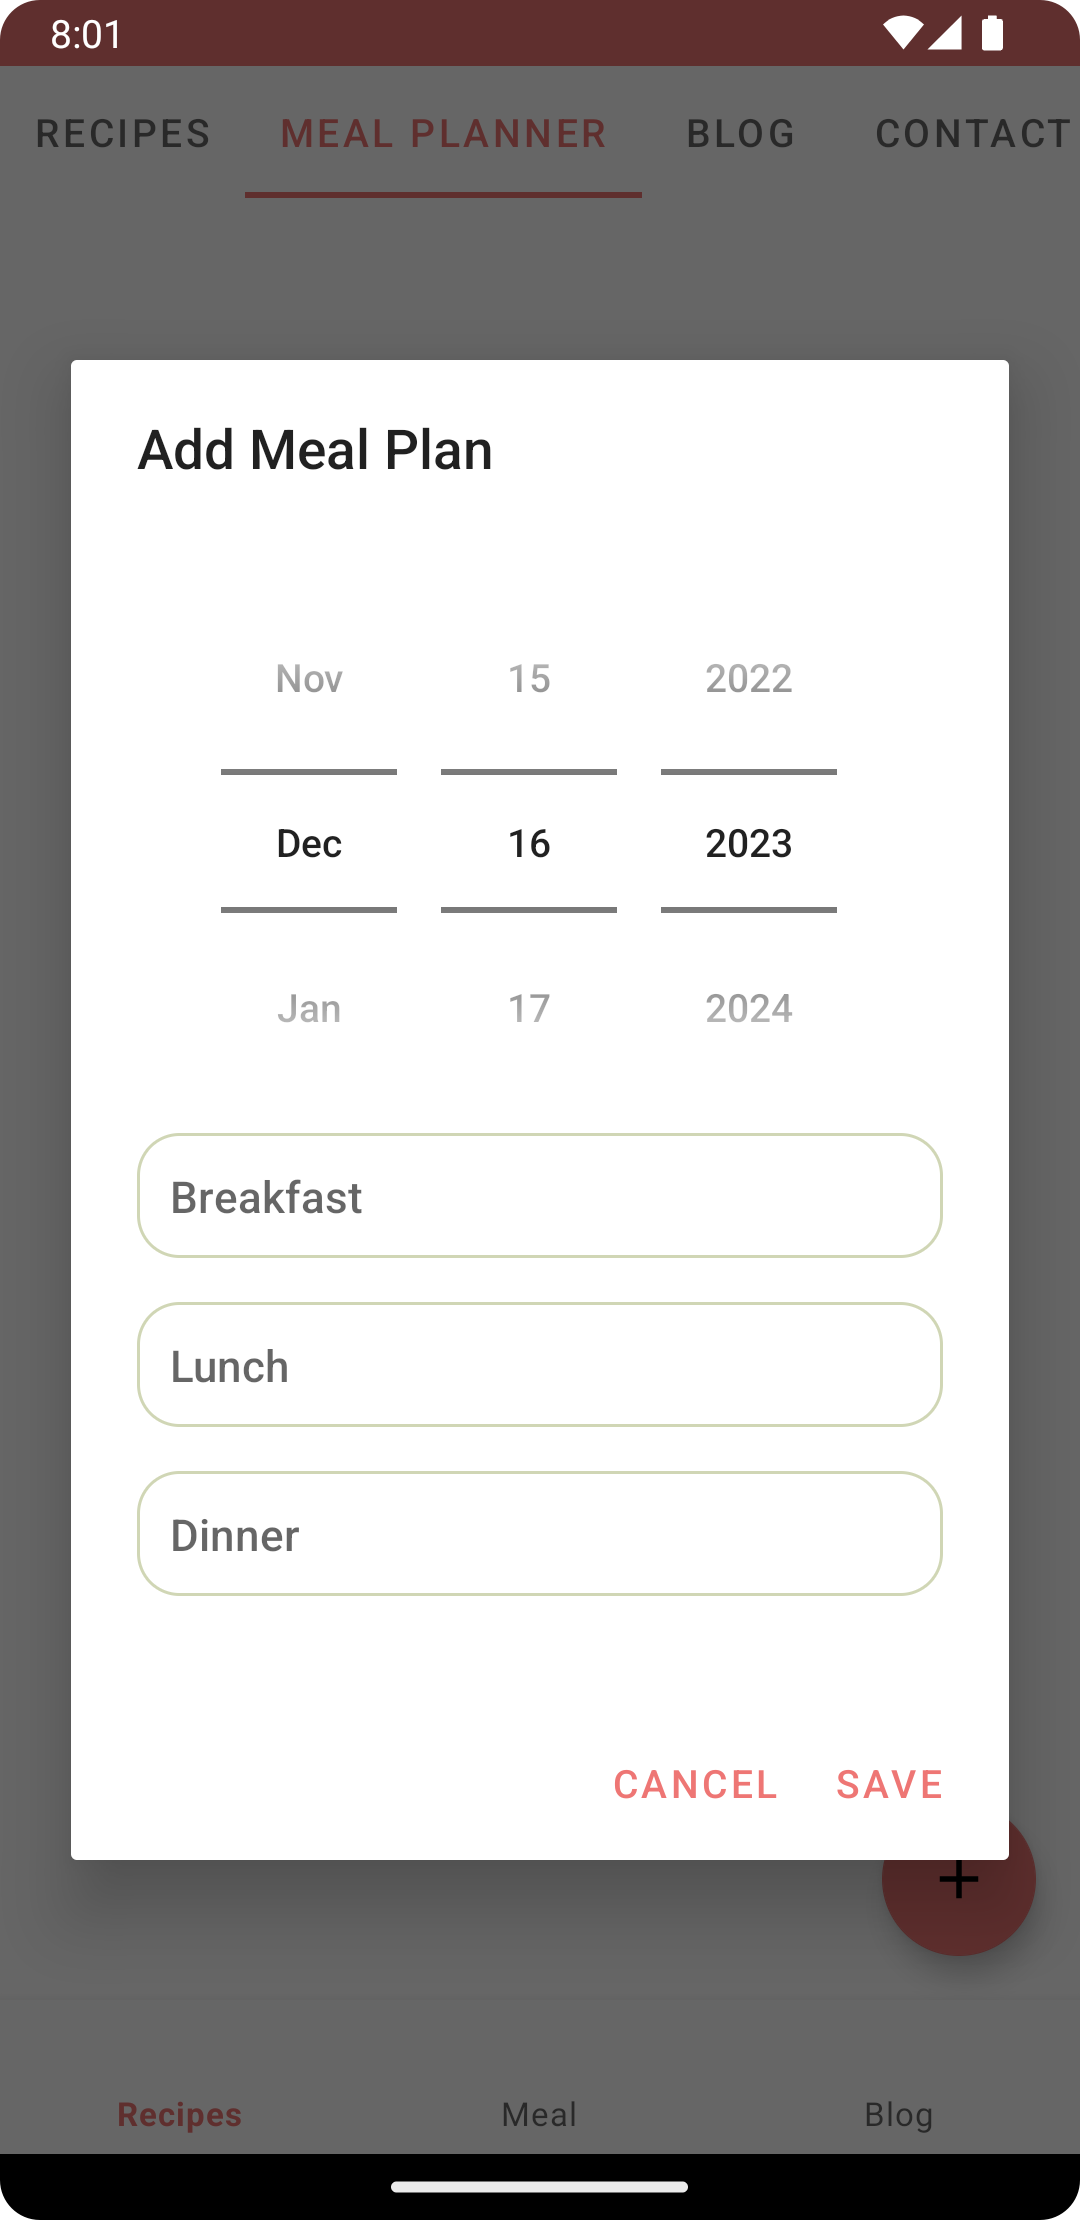 8:01
RECIPES MEAL PLANNER BLOG CONTACT
Add Meal Plan
Nov 15 2022
Dec 16 2023
Jan 17 2024
Breakfast
Lunch
Dinner
CANCEL SAVE
Recipes Meal Blog